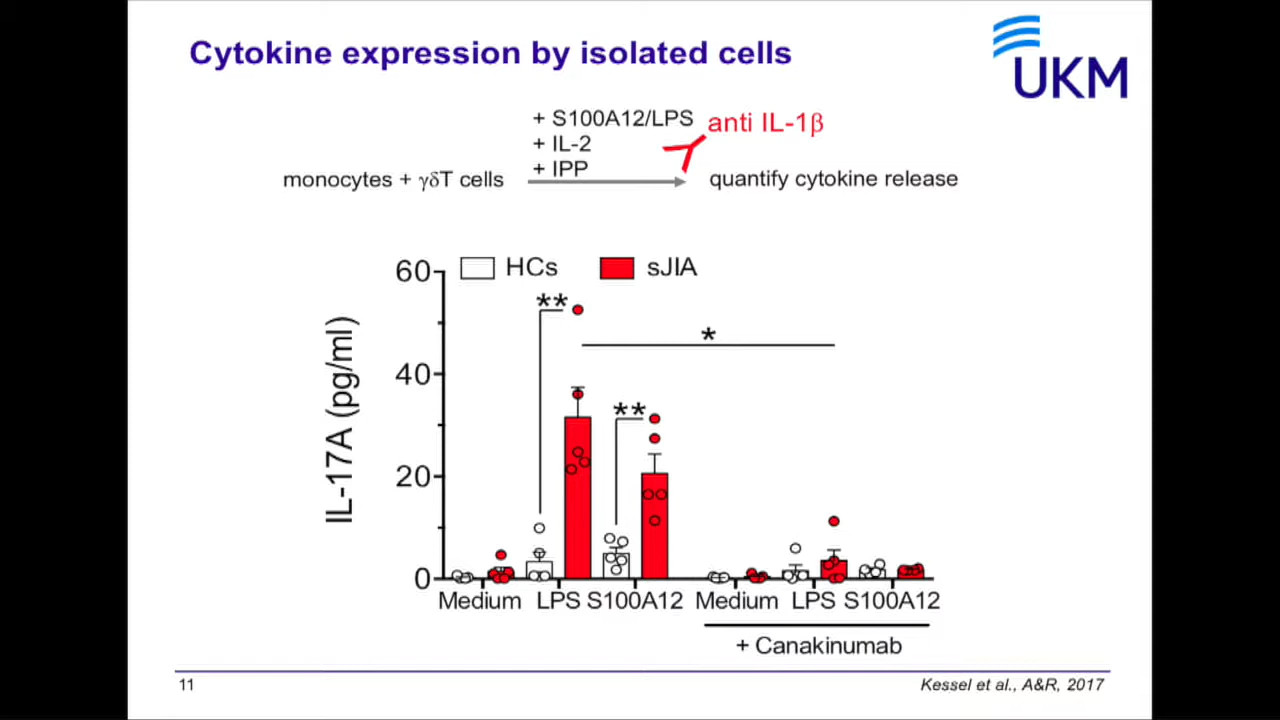 Cytokine expression by isolated cells
UKM
+ S100A12/LPS
anti IL-1β
+ IL-2
+ IPP
monocytes + γδT cells
quantify cytokine release
HCs
sJIA
IL-17A (pg/ml)
60
40
20
0
**
**
*
Medium LPS S100A12 Medium LPS S100A12
+ Canakinumab
11
Kessel et al., A&R, 2017